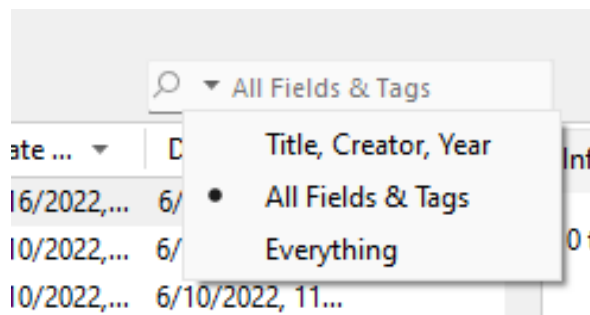 All Fields & Tags
ate ...
Title, Creator, Year
16/2022,... 6/
All Fields & Tags
10/2022,... 6/
Everything
10/2022,... 6/10/2022, 11...